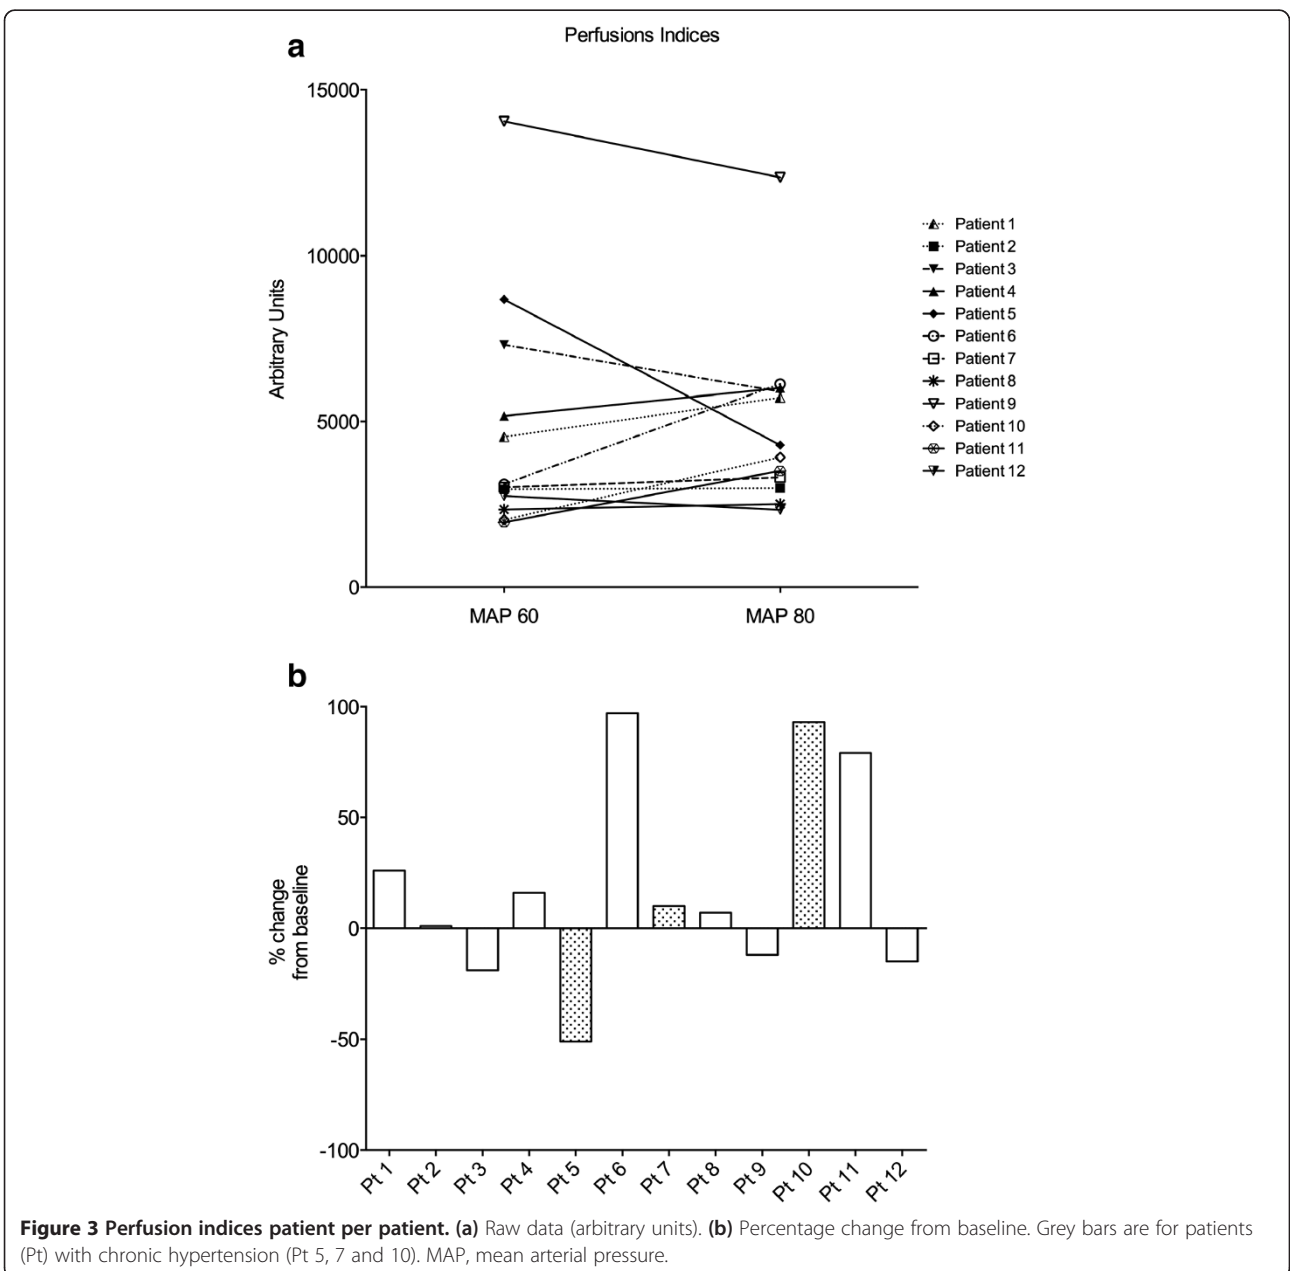 a
Perfusions Indices
15000
10000
5000
0
Arbitrary Units
MAP 60
MAP 80
Patient 1
Patient 2
Patient 3
Patient 4
Patient 5
Patient 6
Patient 7
Patient 8
Patient 9
Patient 10
Patient 11
Patient 12
b
100
50
0
-50
-100
% change
from baseline
Pt 1
Pt 2
Pt 3
Pt 4
Pt 5
Pt 6
Pt 7
Pt 8
Pt 9
Pt 10
Pt 11
Pt 12
Figure 3 Perfusion indices patient per patient. (a) Raw data (arbitrary units). (b) Percentage change from baseline. Grey bars are for patients
(Pt) with chronic hypertension (Pt 5, 7 and 10). MAP, mean arterial pressure.